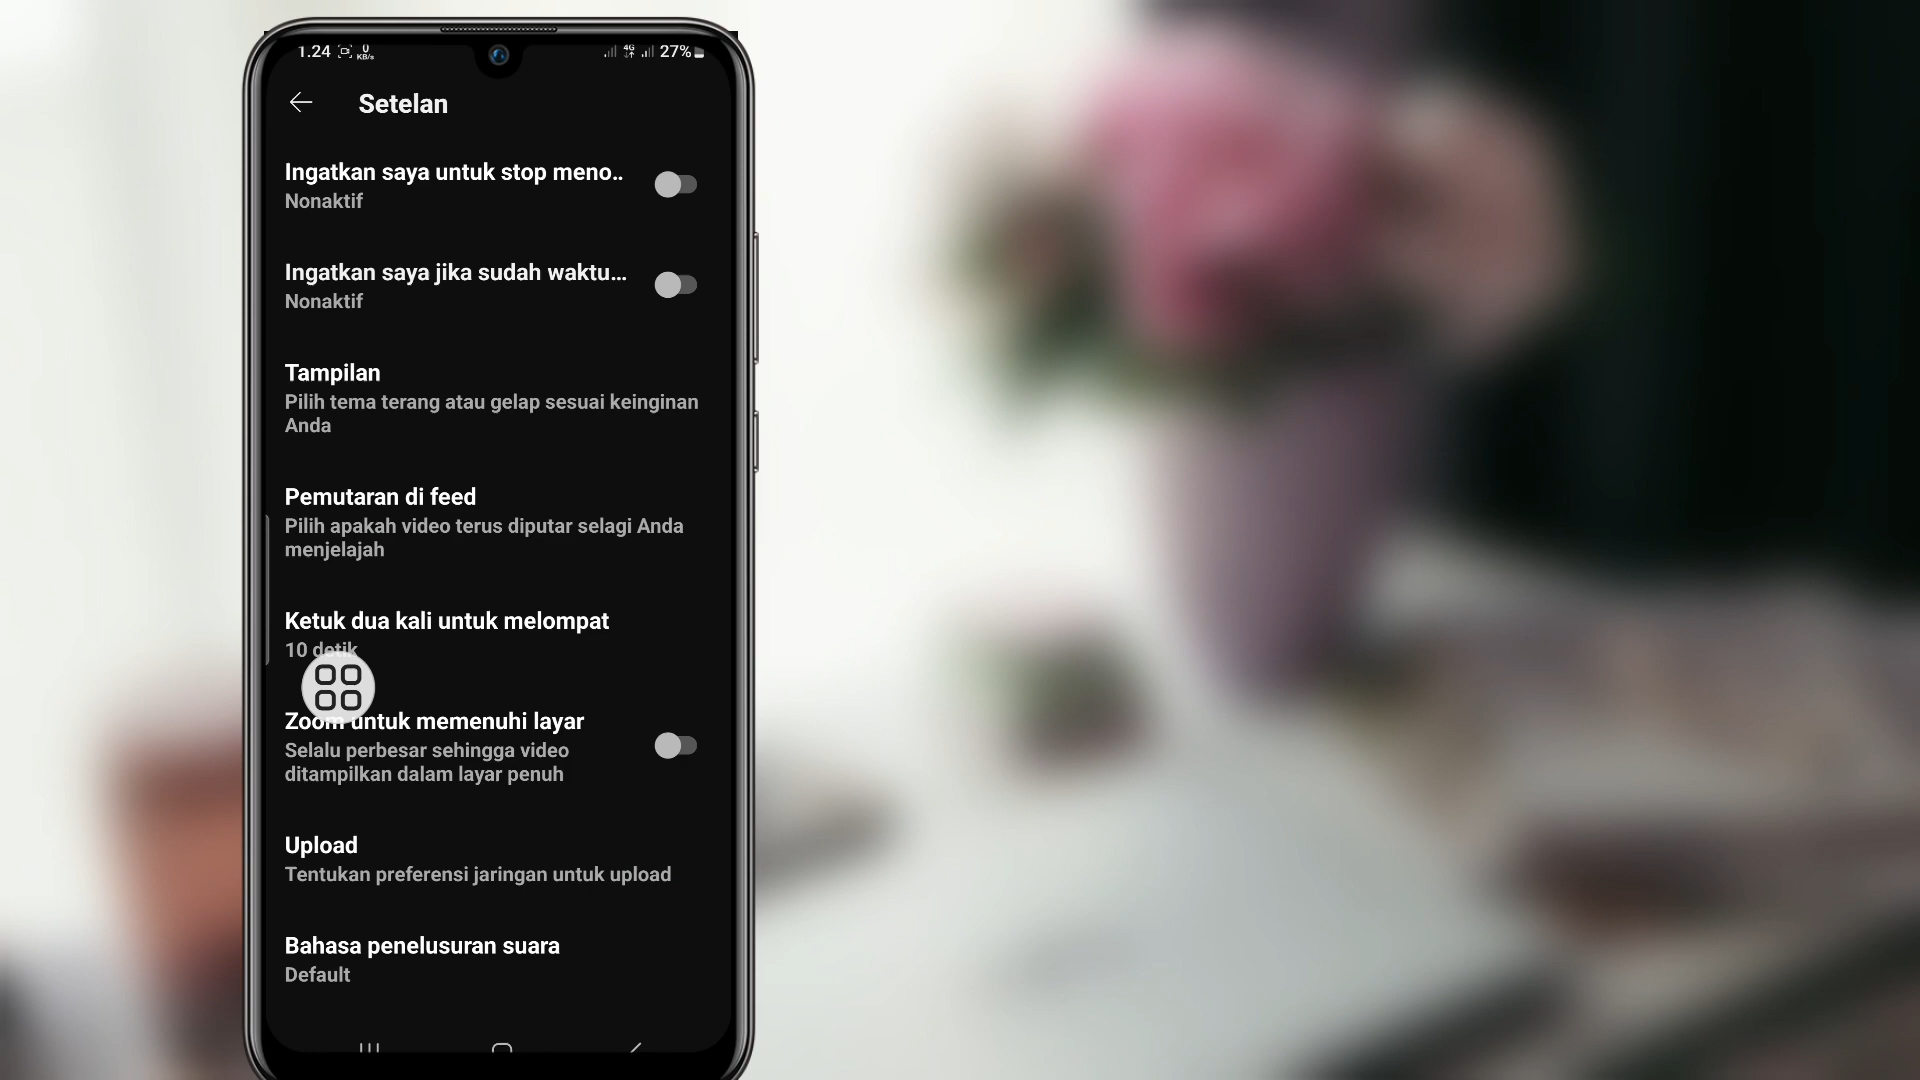 1.24 0 KB/s 4G 27%
Setelan
Ingatkan saya untuk stop meno..
Nonaktif
Ingatkan saya jika sudah waktu...
Nonaktif
Tampilan
Pilih tema terang atau gelap sesuai keinginan
Anda
Pemutaran di feed
Pilih apakah video terus diputar selagi Anda
menjelajah
Ketuk dua kali untuk melompat
10 detik
Zoom untuk memenuhi layar
Selalu perbesar sehingga video
ditampilkan dalam layar penuh
Upload
Tentukan preferensi jaringan untuk upload
Bahasa penelusuran suara
Default